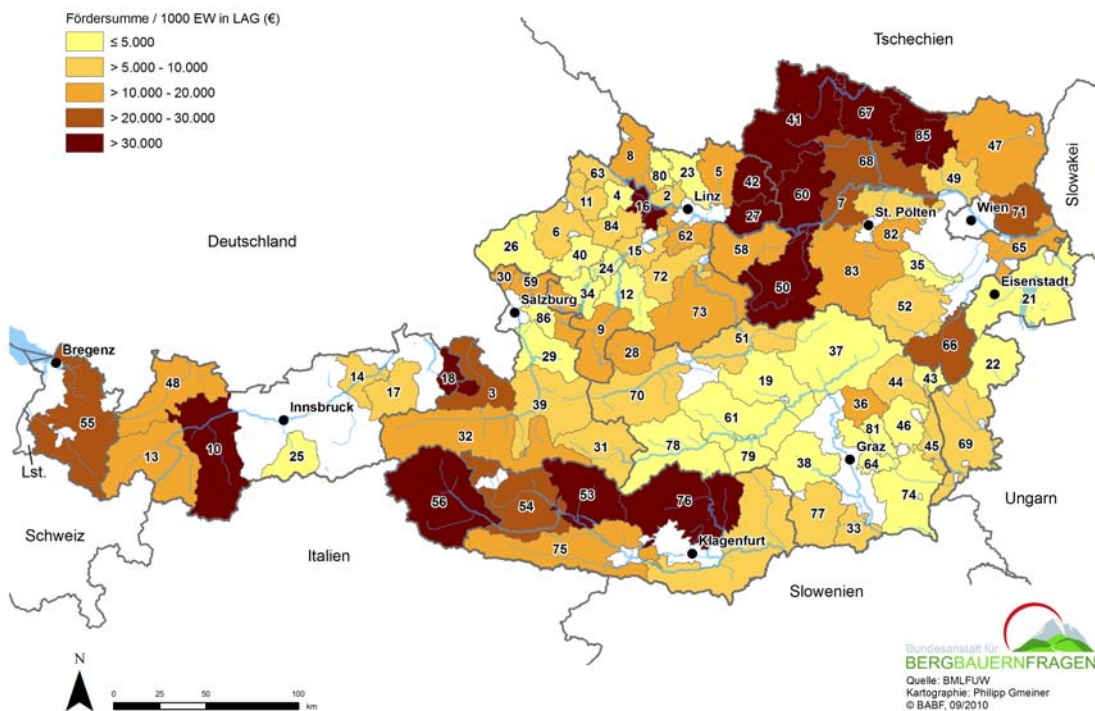 Fördersumme / 1000 EW in LAG (€)
≤ 5.000
> 5.000 - 10.000
> 10.000 - 20.000
> 20.000 - 30.000
> 30.000
Tschechien
Slowakei
Deutschland
Ungarn
Slowenien
Italien
Schweiz
Lst.
Bregenz
Innsbruck
Salzburg
Linz
St. Pölten
Wien
Eisenstadt
Graz
Klagenfurt
41
67
85
47
8
63
80
23
5
42
60
68
49
11
4
16
2
27
7
71
6
84
62
58
82
65
26
40
15
24
72
50
83
35
30
59
34
12
73
52
21
86
9
66
29
28
51
37
22
48
14
17
18
3
39
70
19
44
43
55
10
61
36
46
13
25
32
31
78
79
38
81
64
45
69
56
54
53
76
77
33
74
75
N
0 25 50 100
km
Bundesanstalt für
BERGBAUERNFRAGEN
Quelle: BMLFUW
Kartographie: Philipp Gmeiner
© BABF, 09/2010